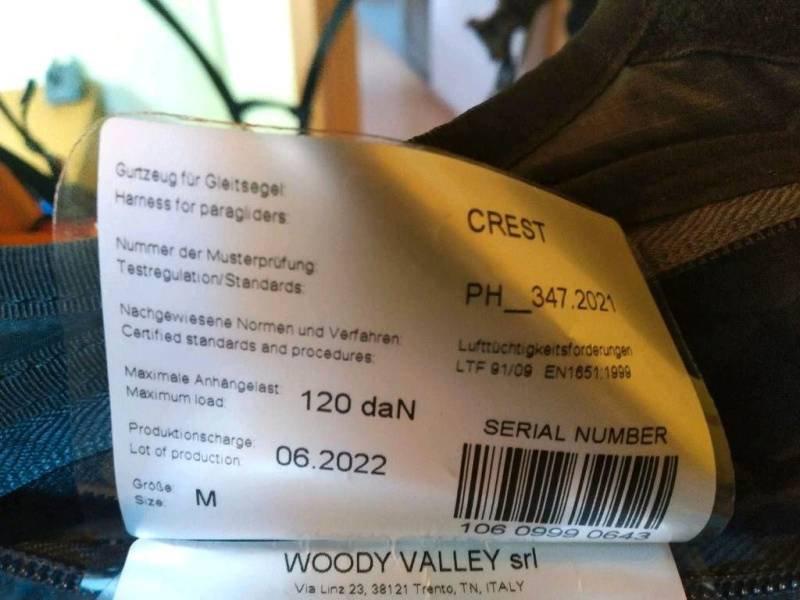 Gurtzeug für Gleitsegel:
Harness for paragliders:
CREST
Nummer der Musterprüfung:
Testregulation/Standards:
PH__347.2021
Nachgewiesene Normen und Verfahren:
Certified standards and procedures:
Lufttüchtigkeitsforderungen
LTF 91/09 EN1651:1999
Maximale Anhängelast:
Maximum load:
120 daN
Produktionscharge:
Lot of production:
06.2022
Größe:
Size:
M
SERIAL NUMBER
106 0999 0643
WOODY VALLEY srl
Via Linz 23, 38121 Trento, TN, ITALY